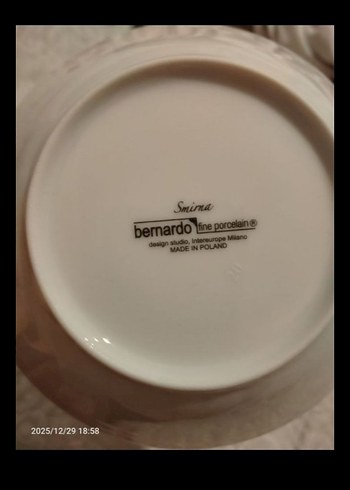 Smirna
bernardo fine porcelain®
design studio, Intereurope Milano
MADE IN POLAND
2025/12/29 18:58